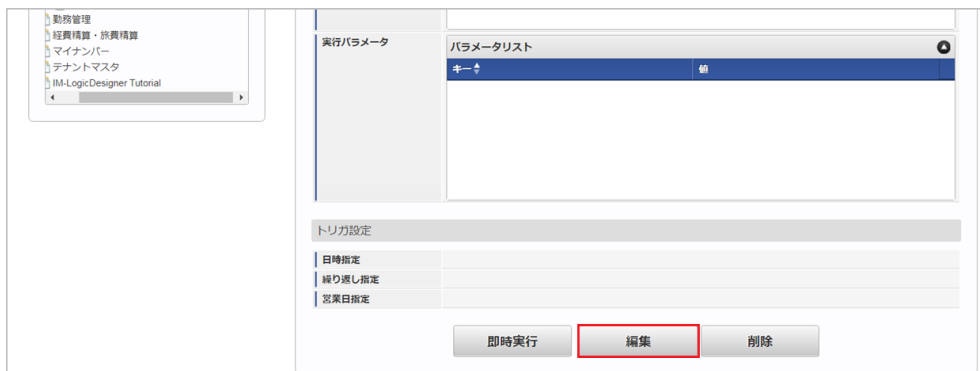 勤務管理
経費精算・旅費精算
マイナンバー
テナントマスタ
IM-LogicDesigner Tutorial
実行パラメータ
パラメータリスト
キー 値
トリガ設定
日時指定
繰り返し指定
営業日指定
即時実行 編集 削除